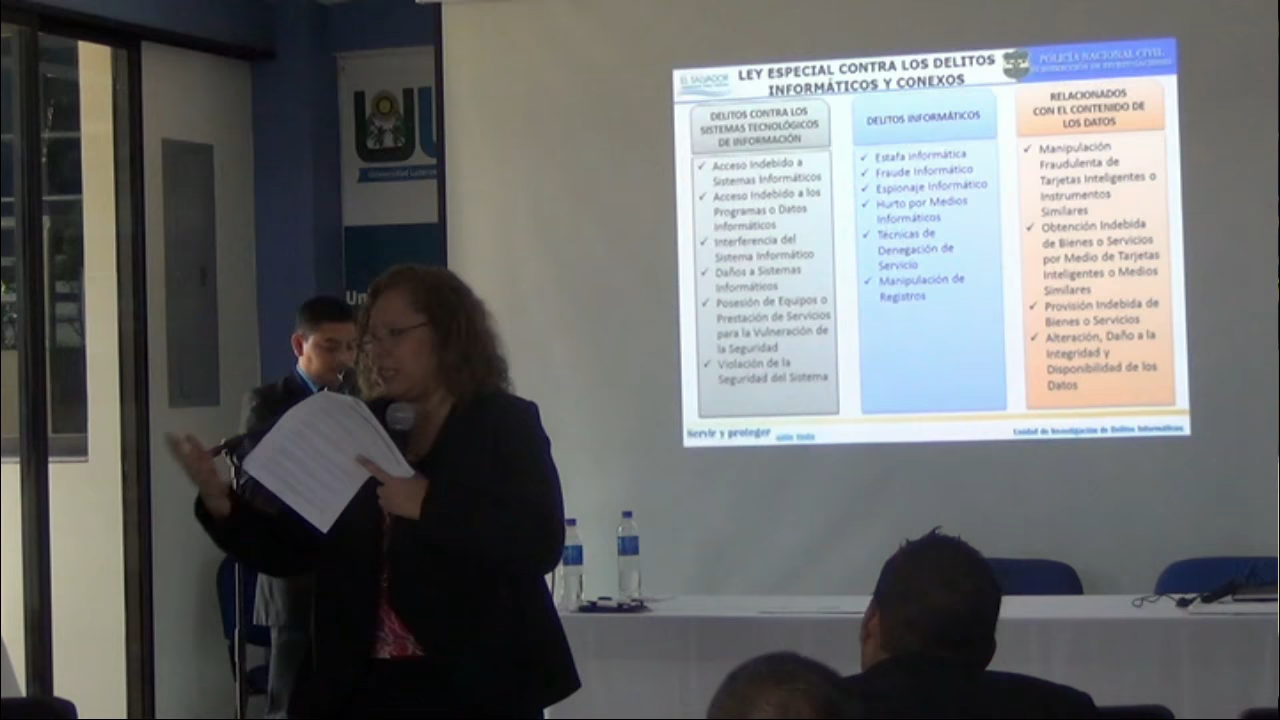 LEY ESPECIAL CONTRA LOS DELITOS
INFORMÁTICOS Y CONEXOS
EL SALVADOR
POLICÍA NACIONAL CIVIL
DELITOS CONTRA LOS
SISTEMAS TECNOLÓGICOS
DE INFORMACIÓN
✓ Acceso Indebido a
Sistemas Informáticos
✓ Acceso Indebido a los
Programas o Datos
Informáticos
✓ Interferencia del
Sistema Informático
✓ Daños a Sistemas
Informáticos
✓ Posesión de Equipos o
Prestación de Servicios
para la Vulneración de
la Seguridad
✓ Violación de la
Seguridad del Sistema
DELITOS INFORMÁTICOS
✓ Estafa Informática
✓ Fraude Informático
✓ Espionaje Informático
✓ Hurto por Medios
Informáticos
✓ Técnicas de
Denegación de
Servicio
✓ Manipulación de
Registros
RELACIONADOS
CON EL CONTENIDO DE
LOS DATOS
✓ Manipulación
Fraudulenta de
Tarjetas Inteligentes o
Instrumentos
Similares
✓ Obtención Indebida
de Bienes o Servicios
por Medio de Tarjetas
Inteligentes o Medios
Similares
✓ Provisión Indebida de
Bienes o Servicios
✓ Alteración, Daño a la
Integridad y
Disponibilidad de los
Datos
Servir y proteger
Unidad de Investigación de Delitos Informáticos
Universidad
Un